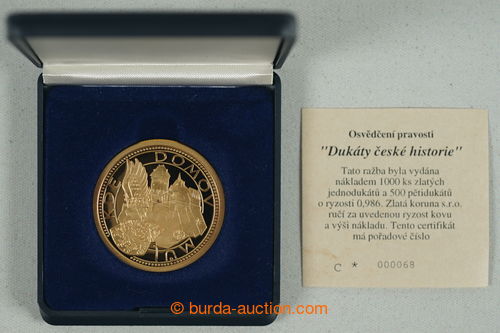 KDE DOMOV MŮJ
Osvědčení pravosti
"Dukáty české historie"
Tato ražba byla vydána
nákladem 1000 ks zlatých
jednodukátů a 500 pětidukátů
o ryzosti 0,986. Zlatá koruna s.r.o.
ručí za uvedenou ryzost kovu
a výši nákladu. Tento certifikát
má pořadové číslo
C * 000068
burda-auction.com